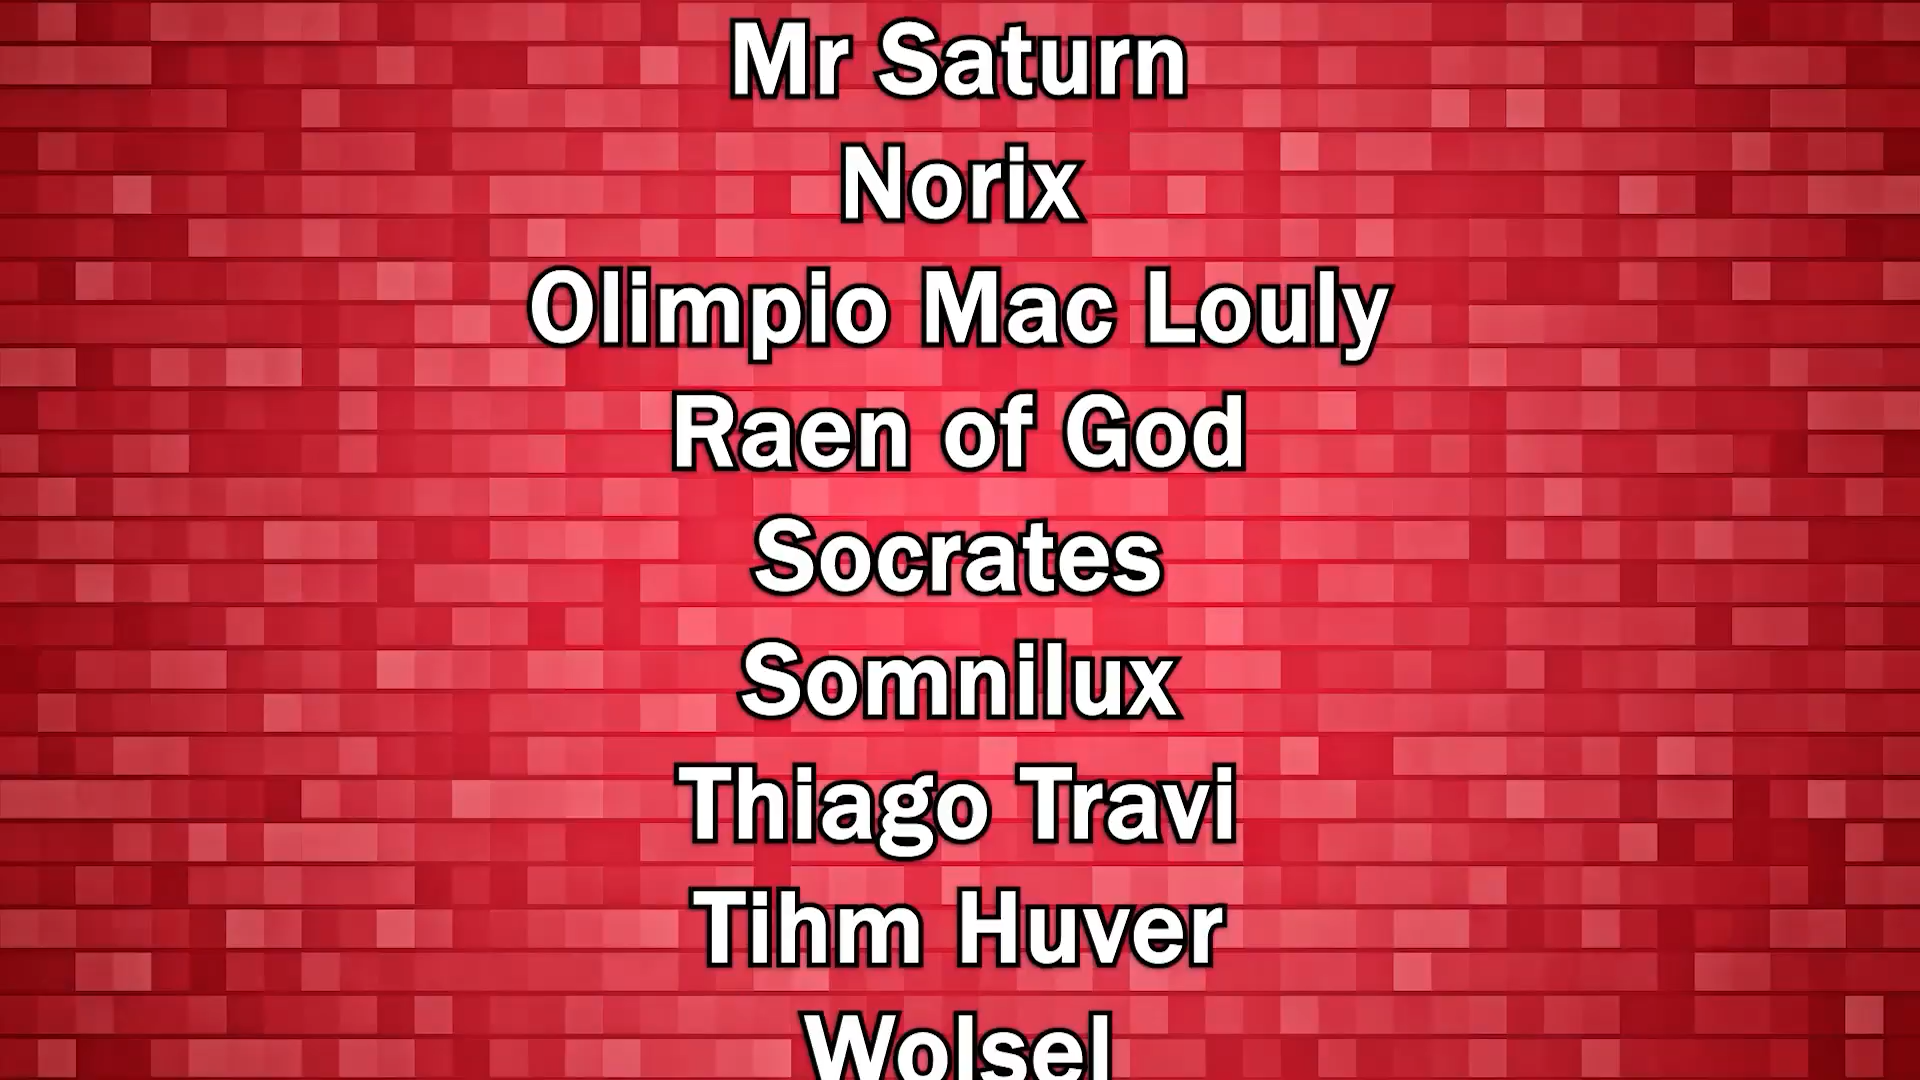 Mr Saturn
Norix
Olimpio Mac Louly
Raen of God
Socrates
Somnilux
Thiago Travi
Tihm Huver
Wolsel